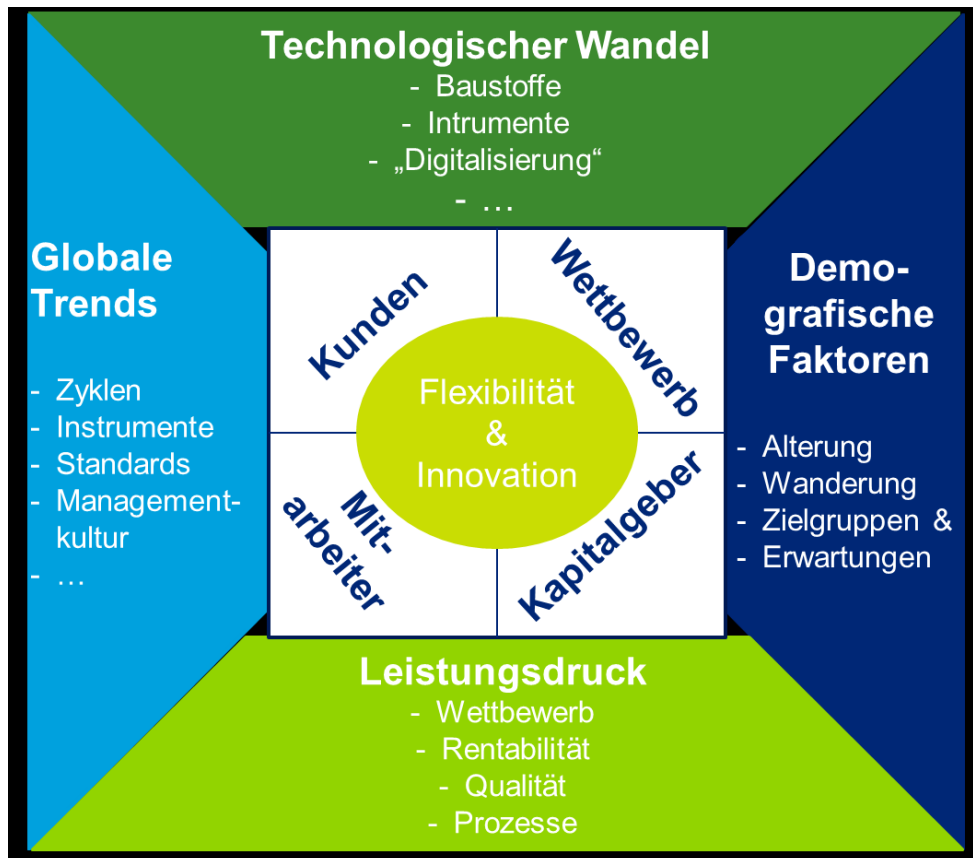 Technologischer Wandel
- Baustoffe
- Intrumente
- „Digitalisierung“
- …
Globale
Trends
- Zyklen
- Instrumente
- Standards
- Management-
kultur
- …
Kunden
Wettbewerb
Flexibilität
&
Innovation
Mit-
arbeiter
Kapitalgeber
Demo-
grafische
Faktoren
- Alterung
- Wanderung
- Zielgruppen &
- Erwartungen
Leistungsdruck
- Wettbewerb
- Rentabilität
- Qualität
- Prozesse